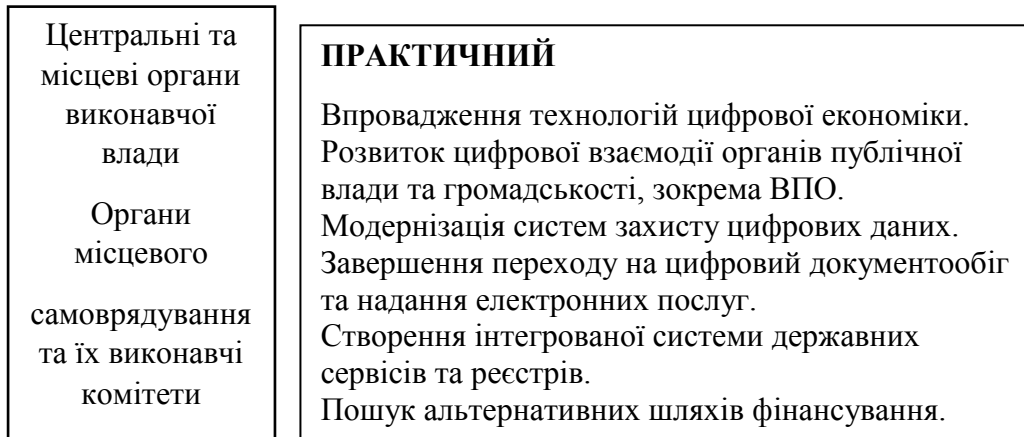 Центральні та
місцеві органи
виконавчої
влади
Органи
місцевого
самоврядування
та їх виконавчі
комітети
ПРАКТИЧНИЙ
Впровадження технологій цифрової економіки.
Розвиток цифрової взаємодії органів публічної
влади та громадськості, зокрема ВПО.
Модернізація систем захисту цифрових даних.
Завершення переходу на цифровий документообіг
та надання електронних послуг.
Створення інтегрованої системи державних
сервісів та реєстрів.
Пошук альтернативних шляхів фінансування.